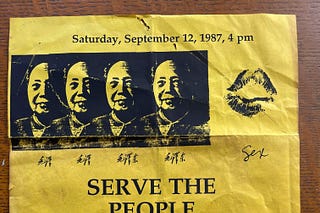 Saturday, September 12, 1987, 4 pm
Sex
SERVE THE
PEOPLE